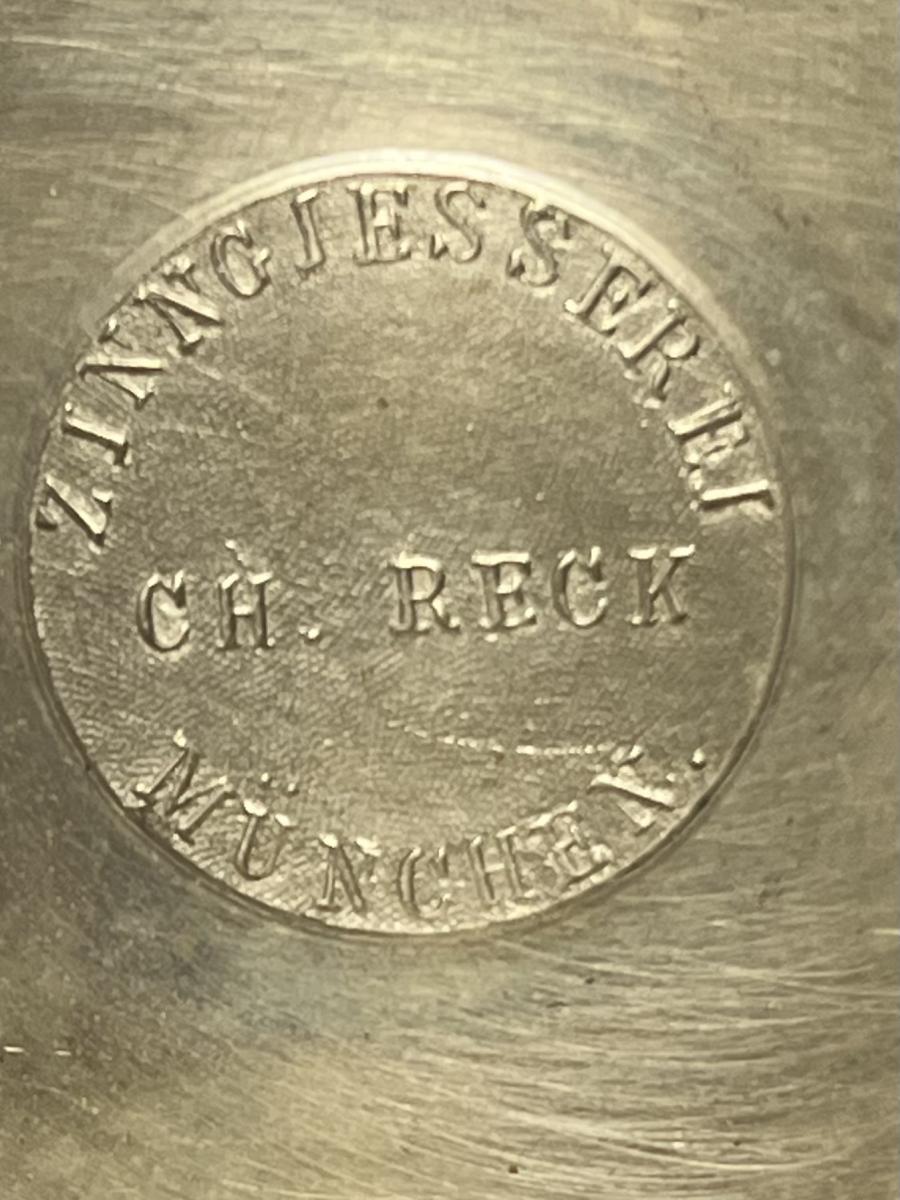 ZINNGIESSEREI
CH. RECK
MÜNCHEN.